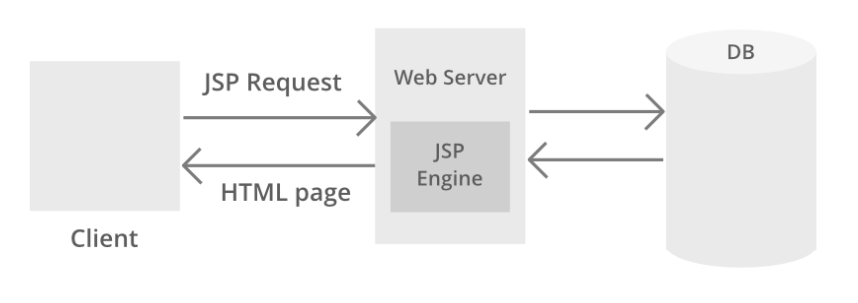 JSP Request
HTML page
Client
Web Server
JSP
Engine
DB